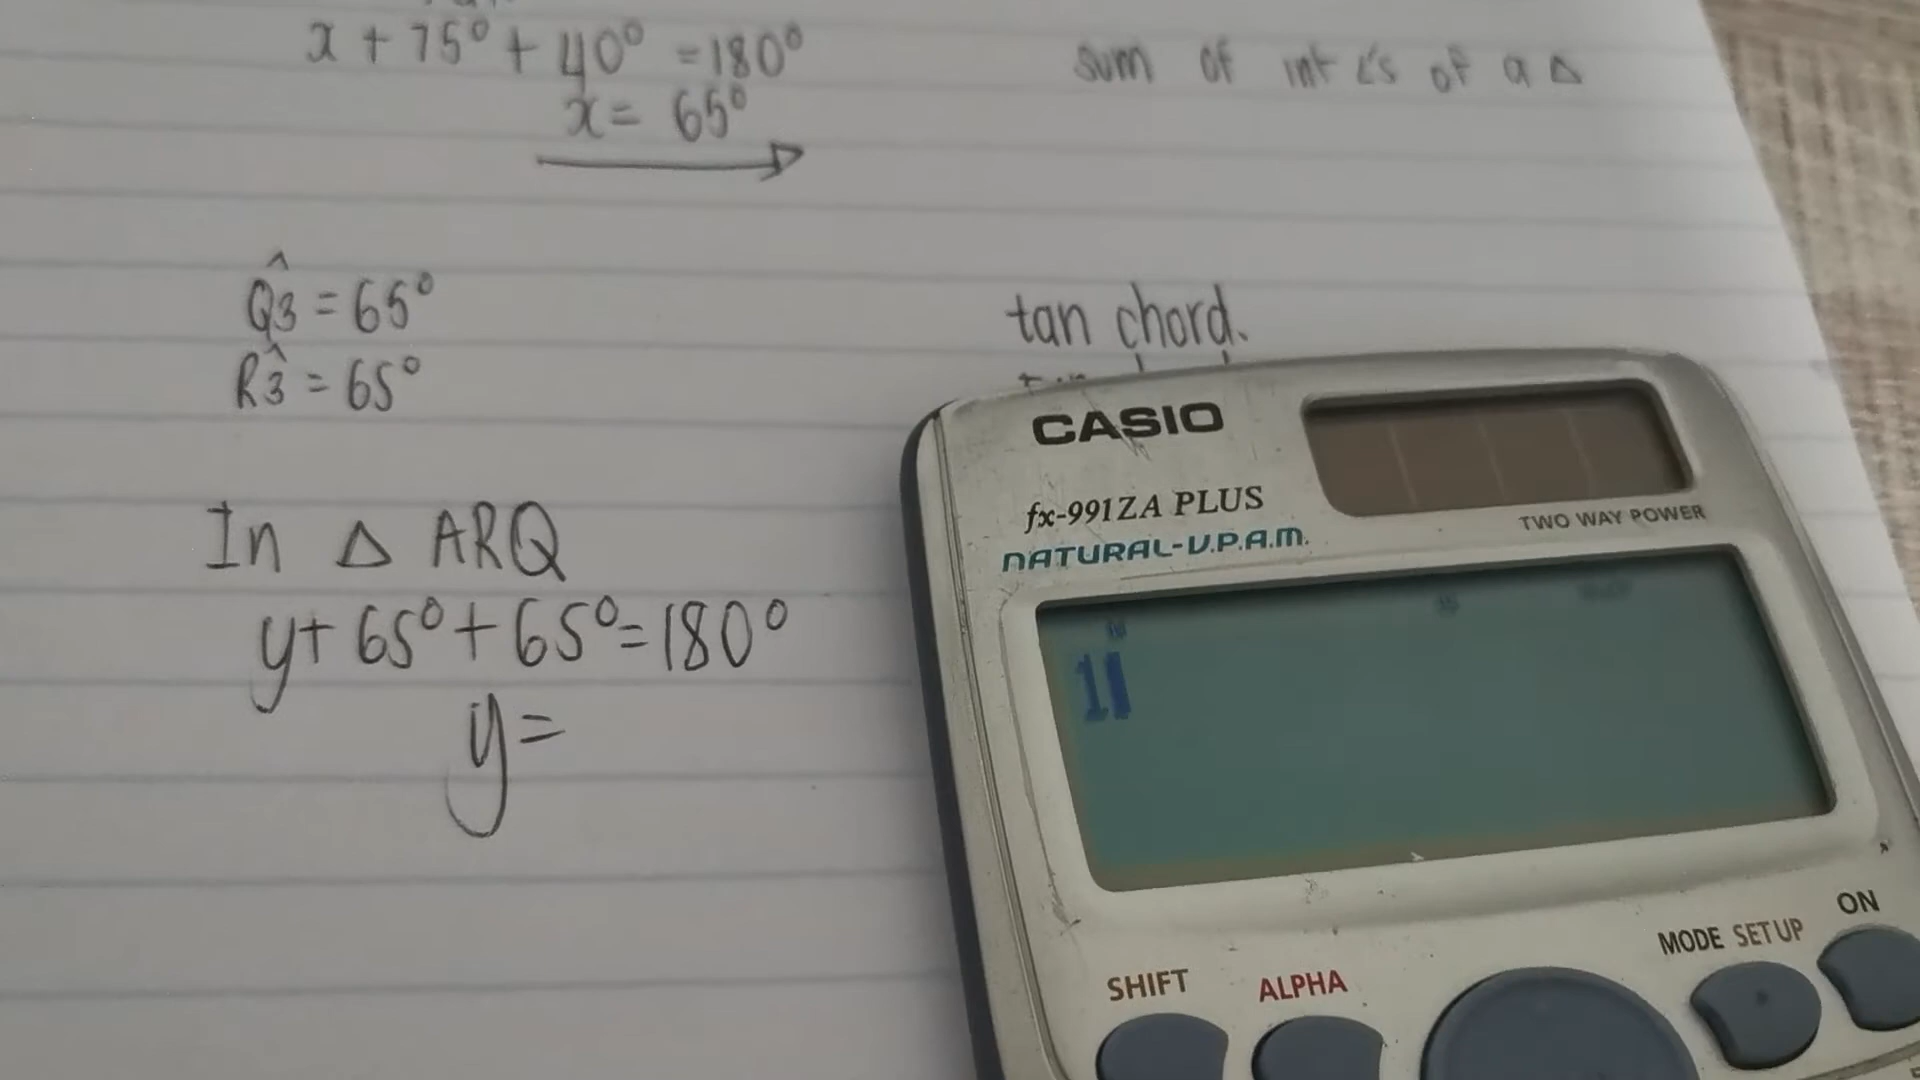 x + 75° + 40° = 180°
sum of int ∠'s of a △
x = 65°
Q̂3 = 65°
tan chord.
R̂3 = 65°
In △ ARQ
y + 65° + 65° = 180°
y =
CASIO
fx-991ZA PLUS
TWO WAY POWER
NATURAL-V.P.A.M.
1
SHIFT
ALPHA
MODE SETUP
ON